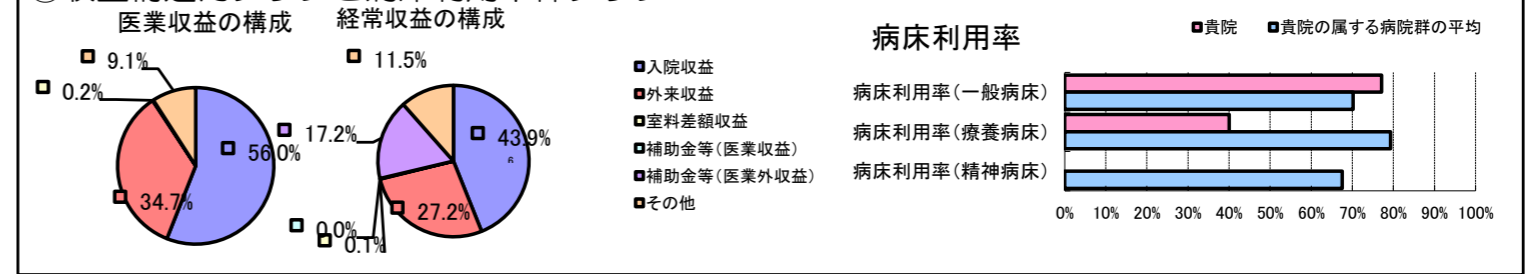 医業収益の構成
経常収益の構成
9.1%
0.2%
56.0%
34.7%
11.5%
17.2%
43.9%
27.2%
0.0%
0.1%
入院収益
外来収益
室料差額収益
補助金等(医業収益)
補助金等(医業外収益)
その他
病床利用率
貴院
貴院の属する病院群の平均
病床利用率(一般病床)
病床利用率(療養病床)
病床利用率(精神病床)
0% 10% 20% 30% 40% 50% 60% 70% 80% 90% 100%